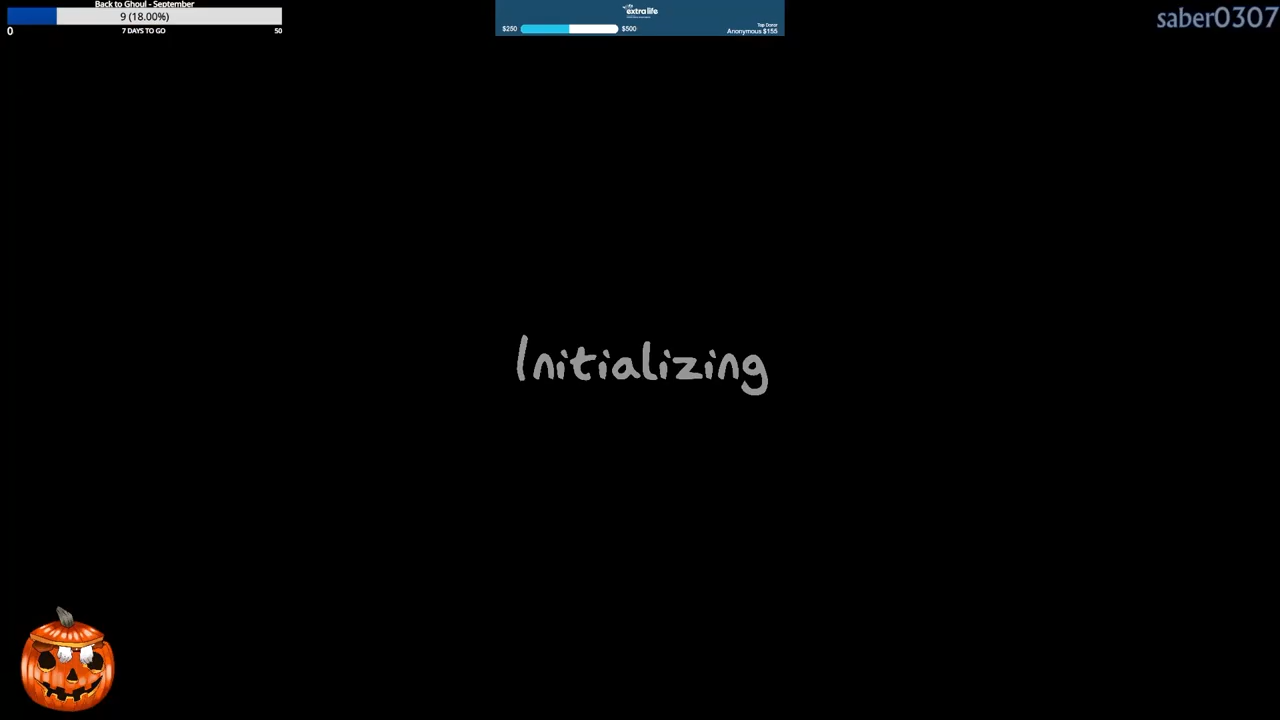 Back to Ghoul - September
9 (18.00%)
0
7 DAYS TO GO
50
extra life
$250
$500
Top Donor
Anonymous $155
saber0307
Initializing